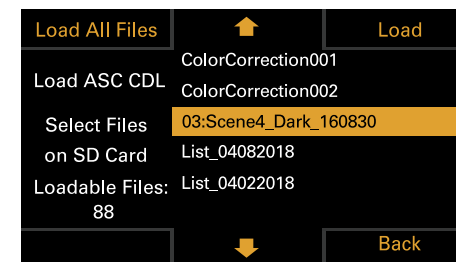 Load All Files
Load
Load ASC CDL
Select Files
on SD Card
Loadable Files:
88
ColorCorrection001
ColorCorrection002
03:Scene4_Dark_160830
List_04082018
List_04022018
Back